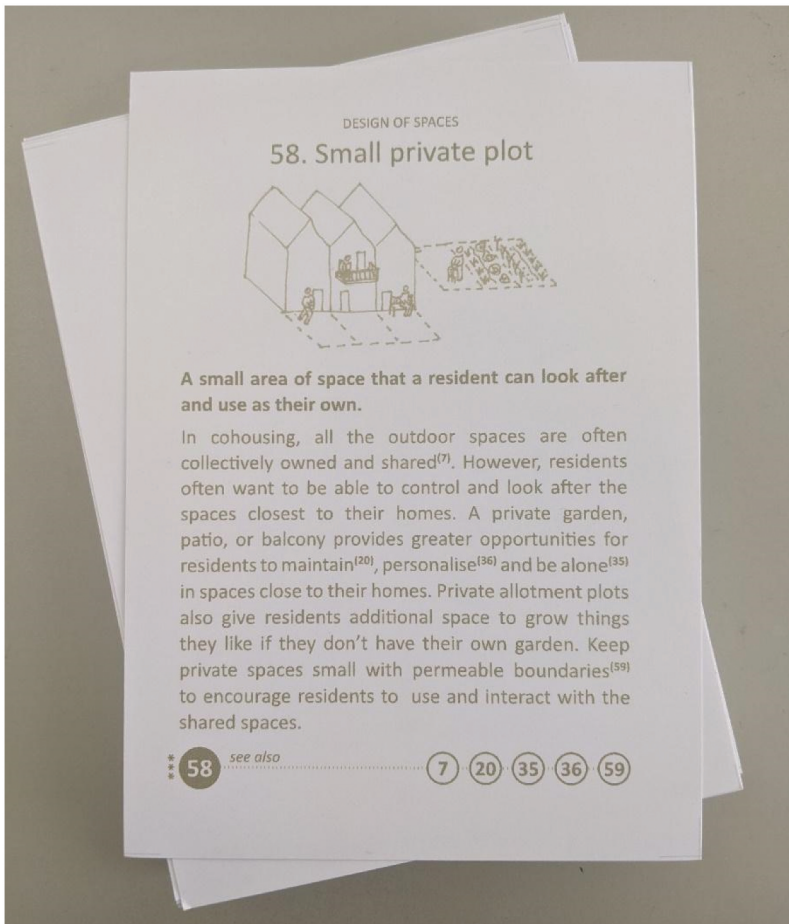 DESIGN OF SPACES
58. Small private plot
A small area of space that a resident can look after
and use as their own.
In cohousing, all the outdoor spaces are often
collectively owned and shared(7). However, residents
often want to be able to control and look after the
spaces closest to their homes. A private garden,
patio, or balcony provides greater opportunities for
residents to maintain(20), personalise(36) and be alone(35)
in spaces close to their homes. Private allotment plots
also give residents additional space to grow things
they like if they don't have their own garden. Keep
private spaces small with permeable boundaries(59)
to encourage residents to use and interact with the
shared spaces.
*** 58 see also 7 20 35 36 59